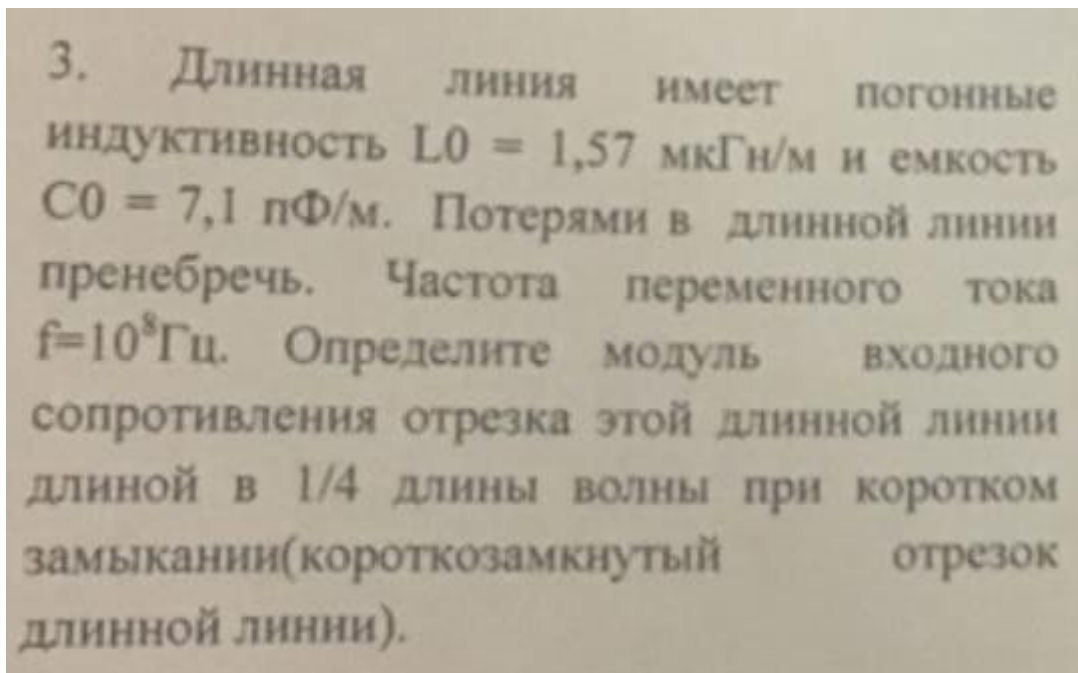 3. Длинная линия имеет погонные
индуктивность L0 = 1,57 мкГн/м и емкость
C0 = 7,1 пФ/м. Потерями в длинной линии
пренебречь. Частота переменного тока
f=10⁸Гц. Определите модуль входного
сопротивления отрезка этой длинной линии
длиной в 1/4 длины волны при коротком
замыкании(короткозамкнутый отрезок
длинной линии).